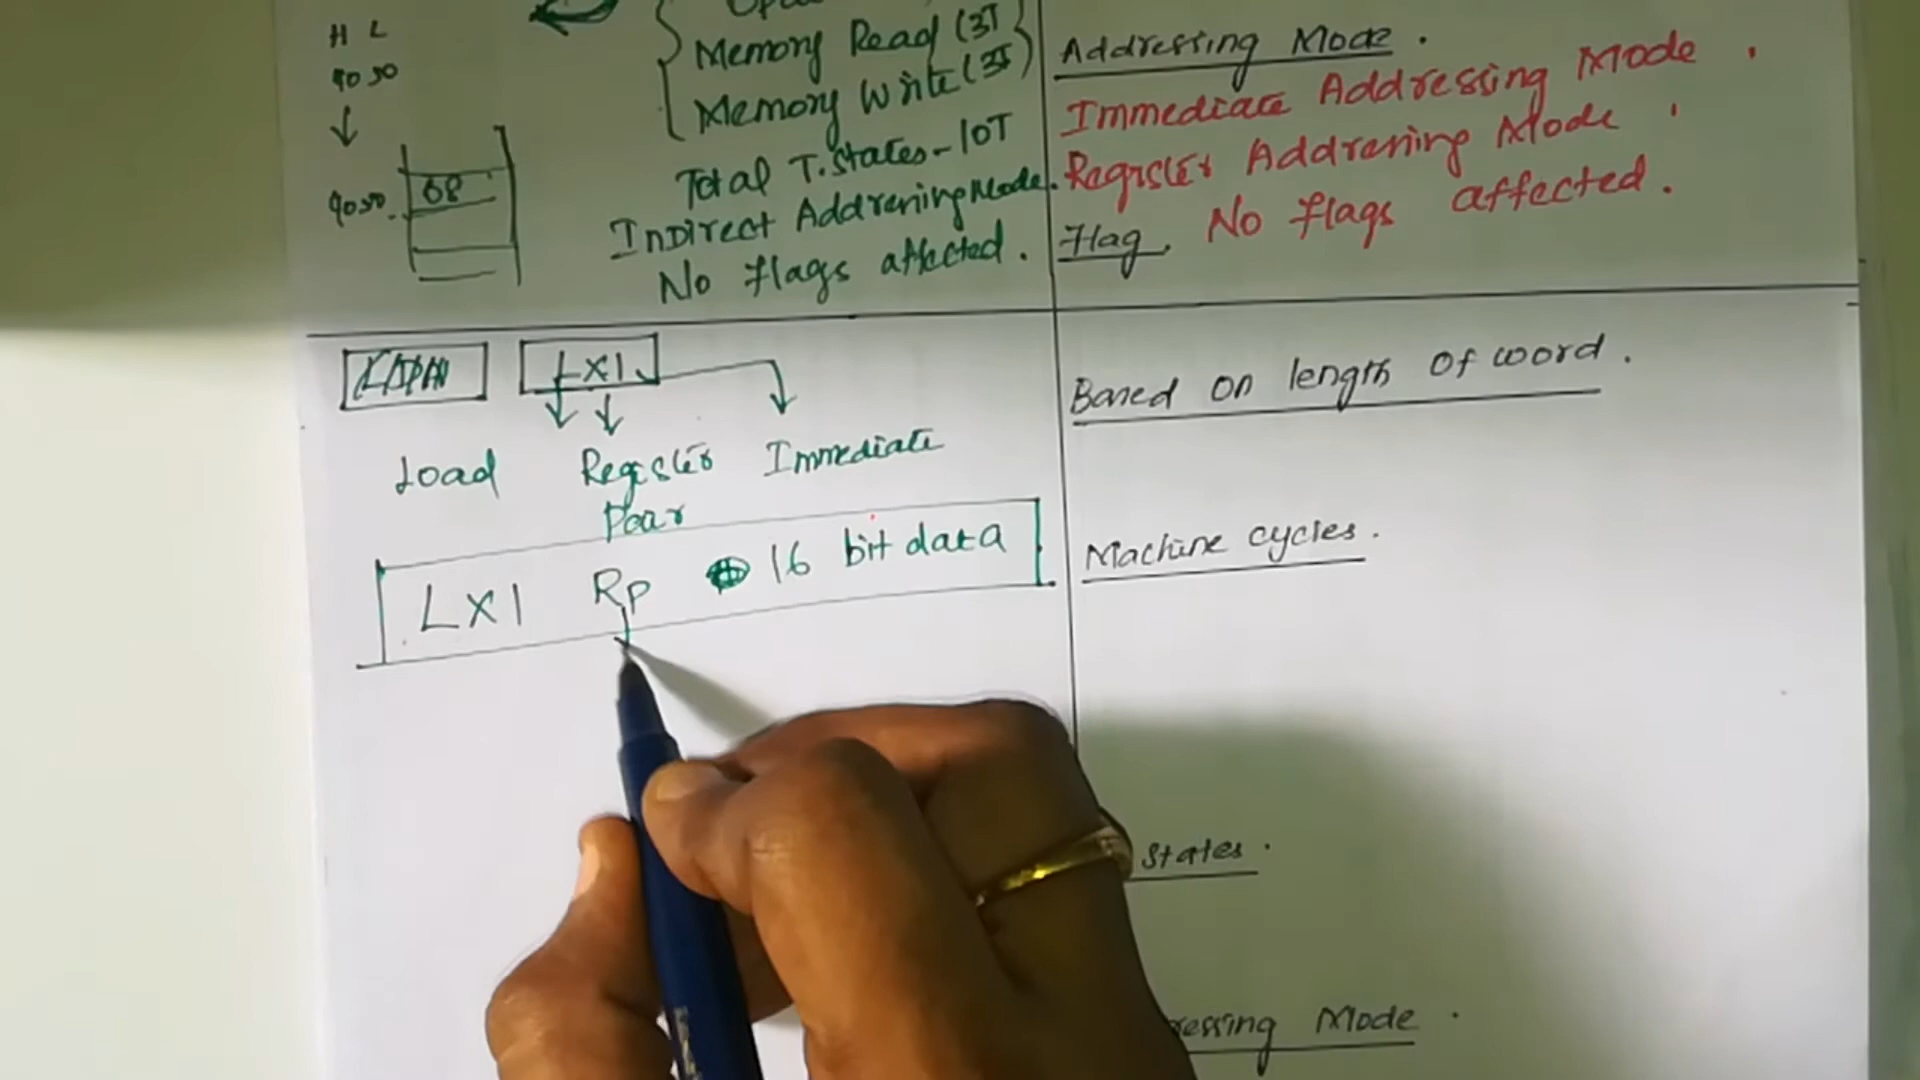 H L
9050
9050
68
Memory Read (3T
Memory Write (3T)
Total T.States - 10T
Indirect Addressing Mode.
No flags affected.
Addressing Mode.
Immediate Addressing Mode.
Register Addressing Mode.
Flag. No flags affected.
LXI
Load Register Immediate
Pair
LXI Rp 16 bit data
Based on length of word.
Machine cycles.
States.
ressing Mode.